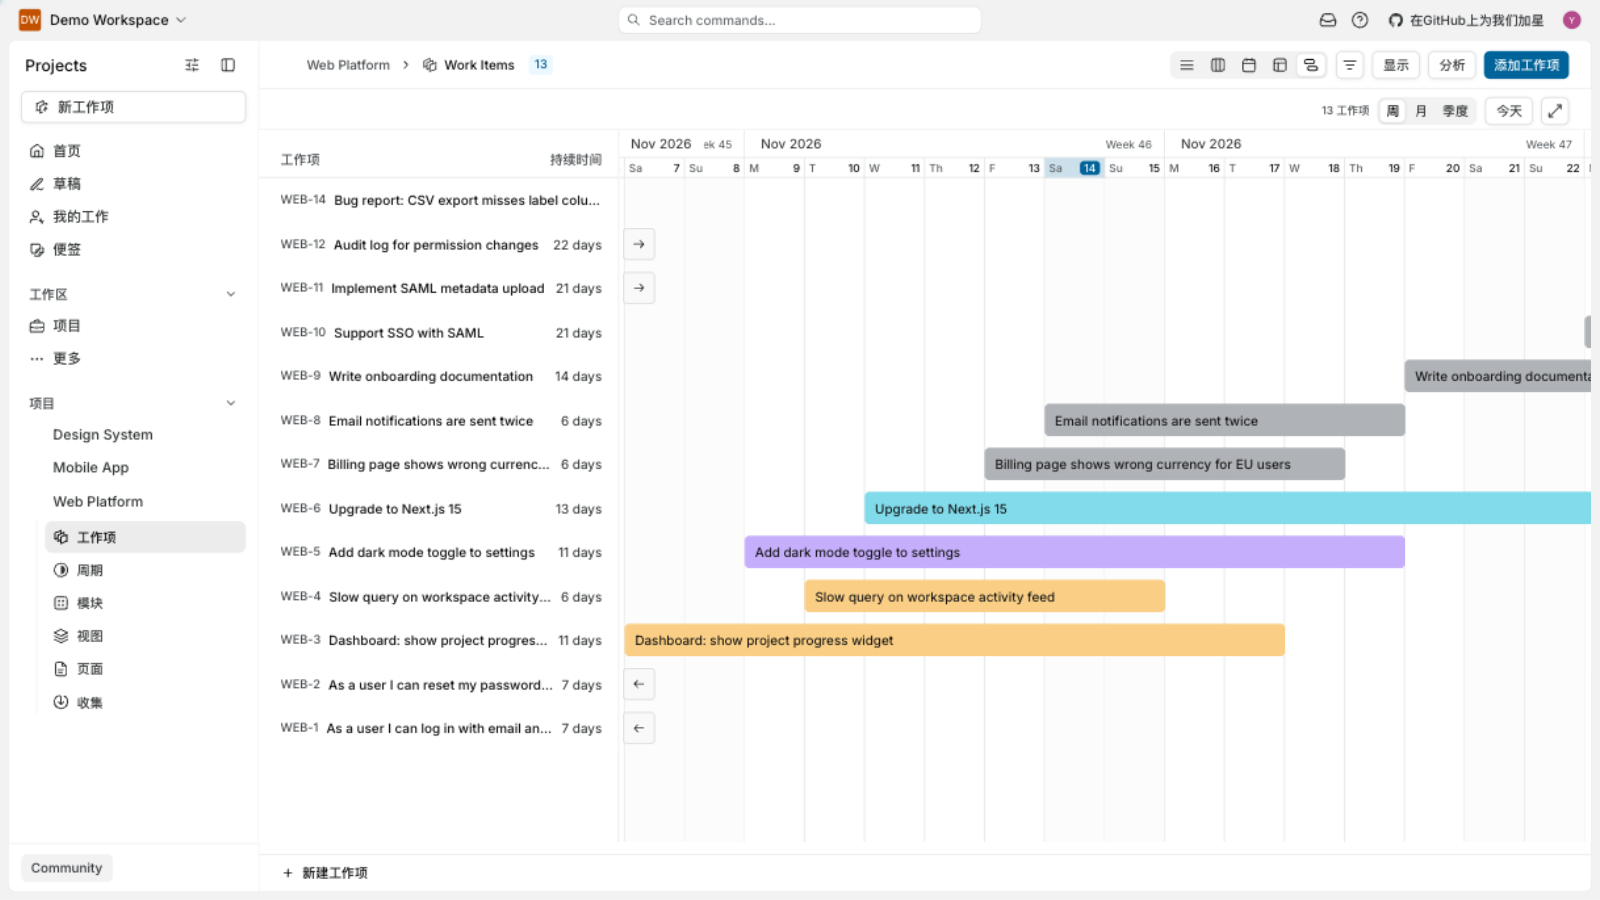 DW Demo Workspace
Search commands...
在GitHub上为我们加星
Y
Projects
新工作项
首页
草稿
我的工作
便签
工作区
项目
更多
项目
Design System
Mobile App
Web Platform
工作项
周期
模块
视图
页面
收集
Community
Web Platform
Work Items 13
显示
分析
添加工作项
13 工作项
周 月 季度
今天
工作项 持续时间
Nov 2026 ek 45 Nov 2026 Week 46 Nov 2026 Week 47
Sa 7 Su 8 M 9 T 10 W 11 Th 12 F 13 Sa 14 Su 15 M 16 T 17 W 18 Th 19 F 20 Sa 21 Su 22
WEB-14 Bug report: CSV export misses label colu...
WEB-12 Audit log for permission changes 22 days
WEB-11 Implement SAML metadata upload 21 days
WEB-10 Support SSO with SAML 21 days
WEB-9 Write onboarding documentation 14 days Write onboarding documenta
WEB-8 Email notifications are sent twice 6 days Email notifications are sent twice
WEB-7 Billing page shows wrong currenc... 6 days Billing page shows wrong currency for EU users
WEB-6 Upgrade to Next.js 15 13 days Upgrade to Next.js 15
WEB-5 Add dark mode toggle to settings 11 days Add dark mode toggle to settings
WEB-4 Slow query on workspace activity... 6 days Slow query on workspace activity feed
WEB-3 Dashboard: show project progres... 11 days Dashboard: show project progress widget
WEB-2 As a user I can reset my password... 7 days
WEB-1 As a user I can log in with email an... 7 days
新建工作项